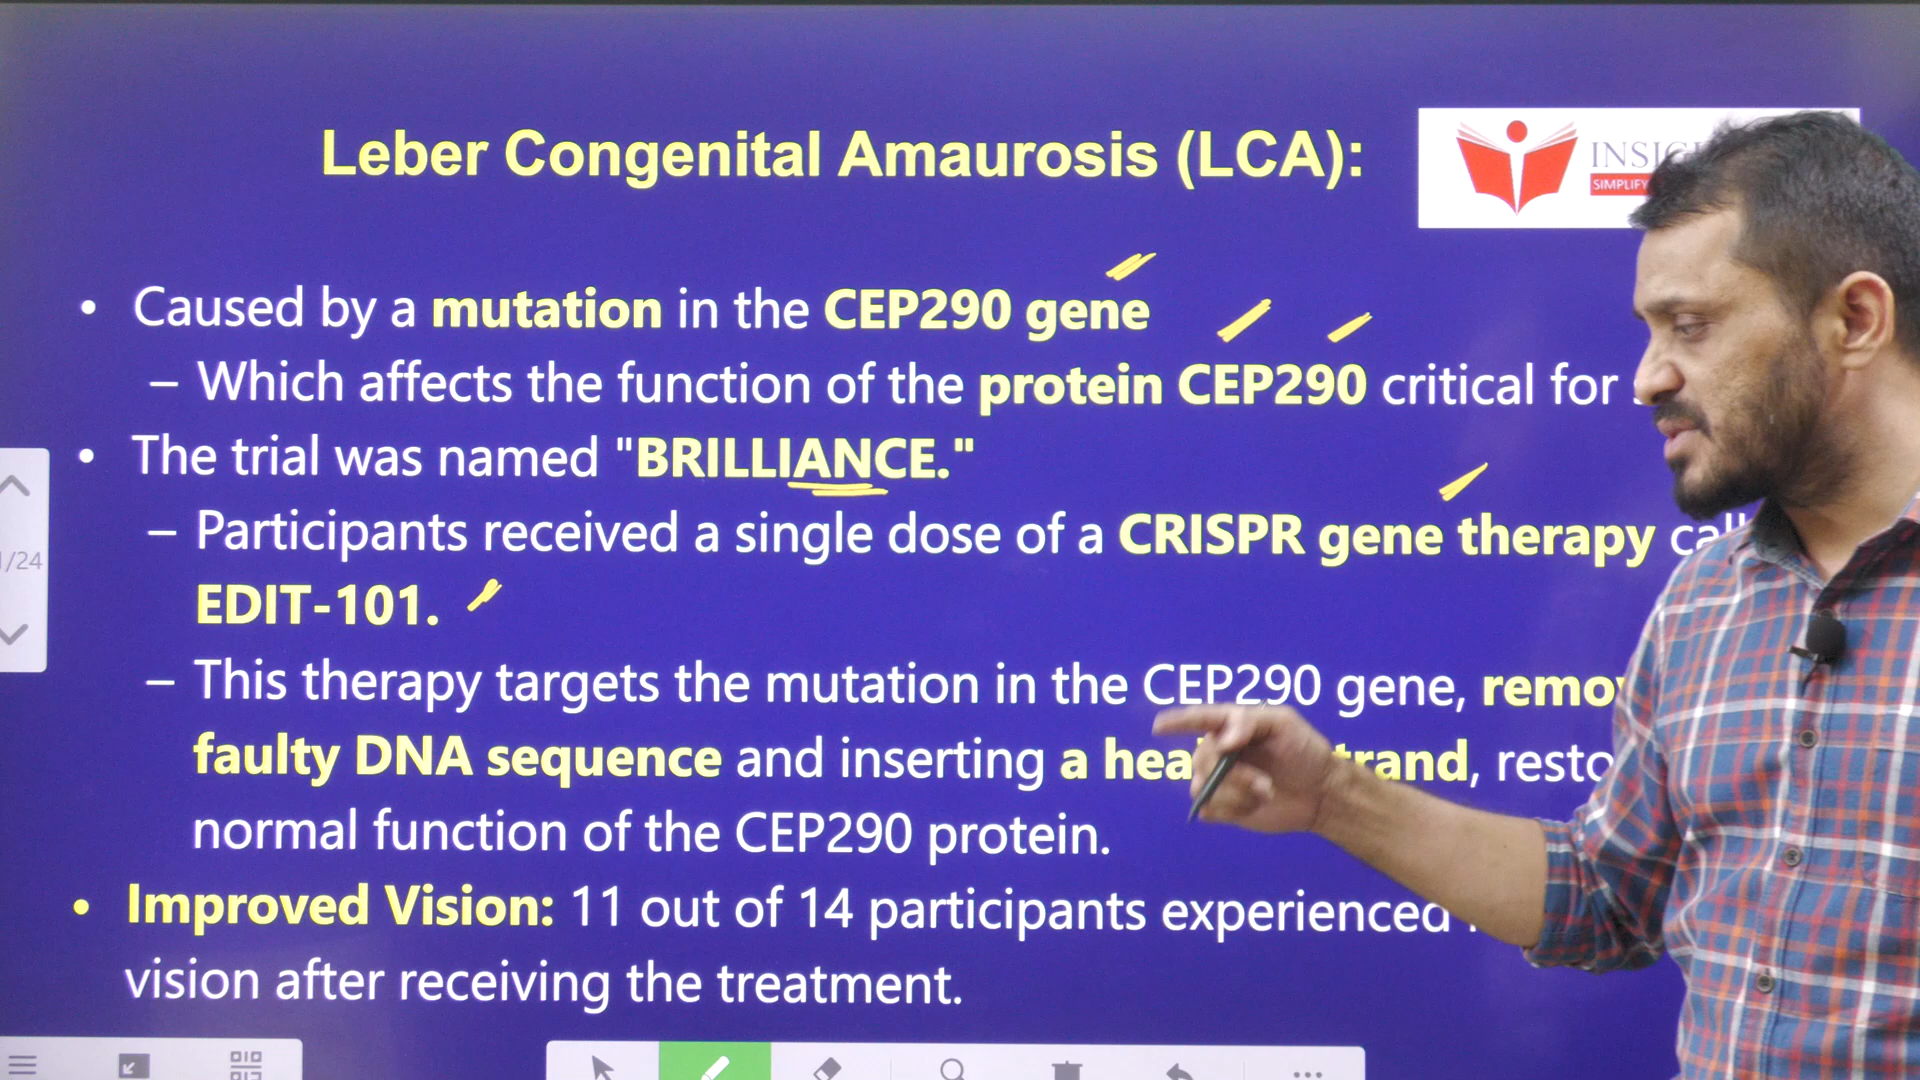 Leber Congenital Amaurosis (LCA):
SIMPLIFY
• Caused by a mutation in the CEP290 gene
– Which affects the function of the protein CEP290 critical for
• The trial was named "BRILLIANCE."
– Participants received a single dose of a CRISPR gene therapy
EDIT-101.
/24
– This therapy targets the mutation in the CEP290 gene,
faulty DNA sequence and inserting a
normal function of the CEP290 protein.
• Improved Vision: 11 out of 14 participants experienced
vision after receiving the treatment.